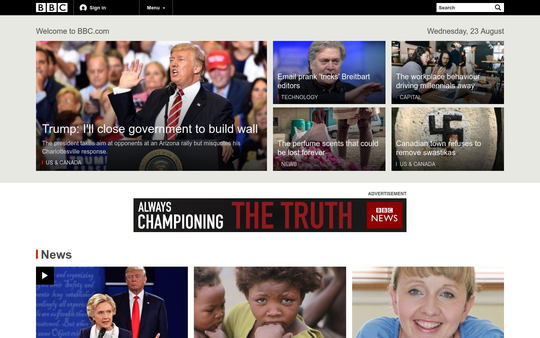 BBC
Sign in
Menu
Search
Welcome to BBC.com
Wednesday, 23 August
Trump: I'll close government to build wall
The president takes aim at opponents at an Arizona rally but misquotes his
Charlottesville response.
US & CANADA
Email prank 'tricks' Breitbart
editors
TECHNOLOGY
The workplace behaviour
driving millennials away
CAPITAL
The perfume scents that could
be lost forever
NEWS
Canadian town refuses to
remove swastikas
US & CANADA
ADVERTISEMENT
ALWAYS
CHAMPIONING
THE TRUTH
BBC
NEWS
News